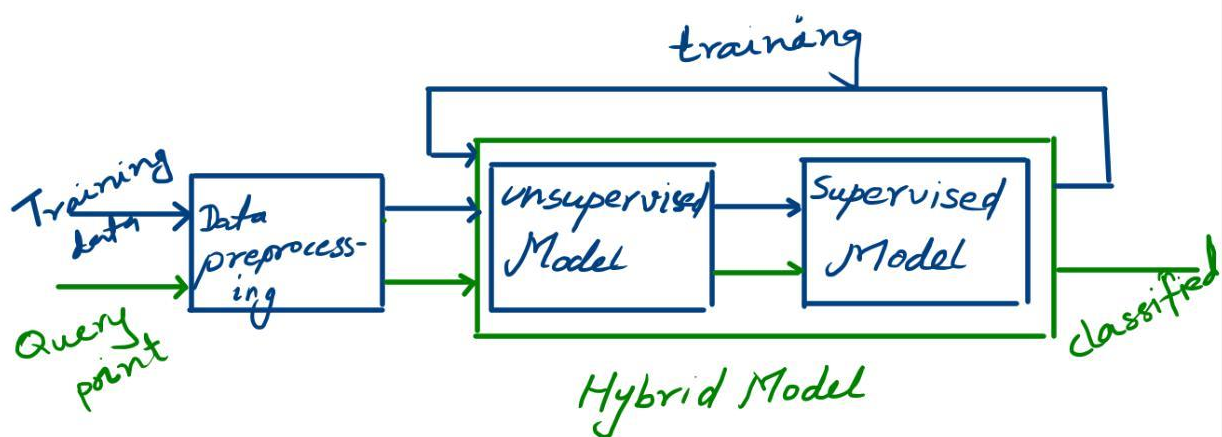 training
Training
data
Data
preprocess-
ing
unsupervised
Model
Supervised
Model
Query
point
classified
Hybrid Model